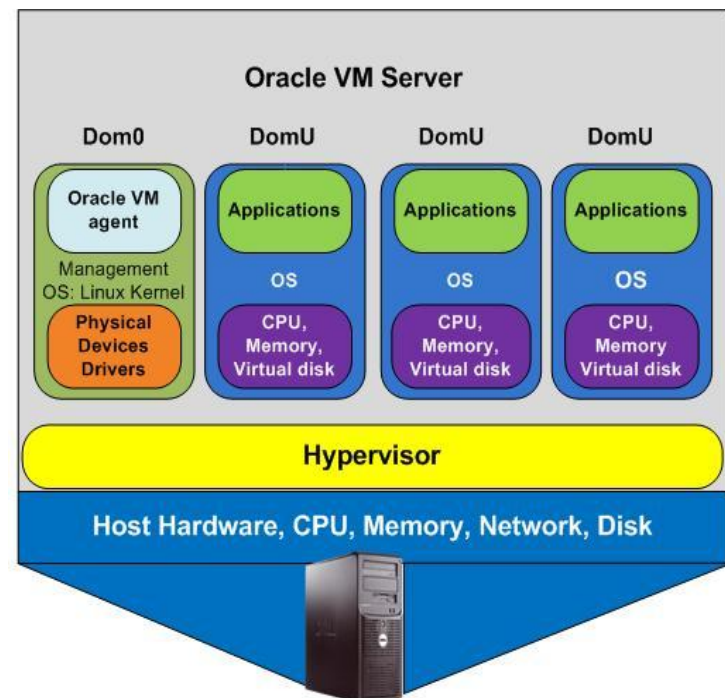 Oracle VM Server
Dom0
DomU
DomU
DomU
Oracle VM
agent
Management
OS: Linux Kernel
Physical
Devices
Drivers
Applications
OS
CPU,
Memory,
Virtual disk
Applications
OS
CPU,
Memory,
Virtual disk
Applications
OS
CPU,
Memory
Virtual disk
Hypervisor
Host Hardware, CPU, Memory, Network, Disk